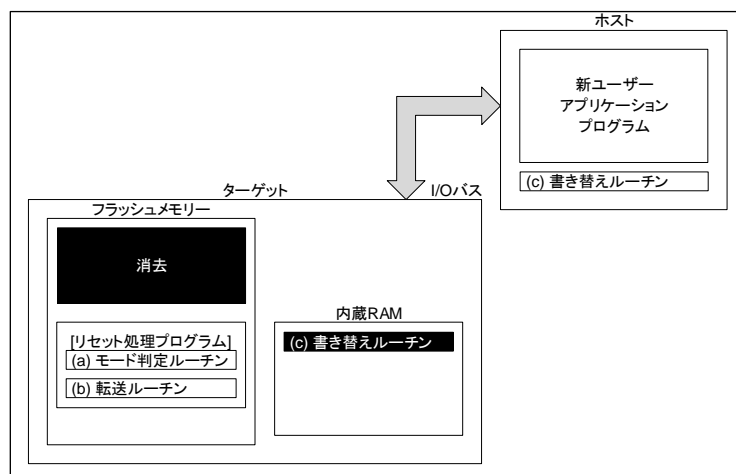 ホスト
新ユーザー
アプリケーション
プログラム
(c) 書き替えルーチン
ターゲット
I/Oバス
フラッシュメモリー
消去
内蔵RAM
[リセット処理プログラム]
(a) モード判定ルーチン
(b) 転送ルーチン
(c) 書き替えルーチン